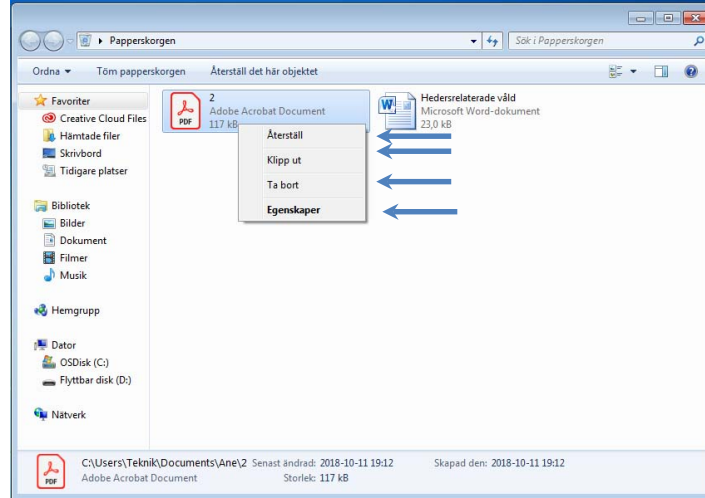 Papperskorgen
Sök i Papperskorgen
Ordna
Töm papperskorgen
Återställ det här objektet
Favoriter
Creative Cloud Files
Hämtade filer
Skrivbord
Tidigare platser
Bibliotek
Bilder
Dokument
Filmer
Musik
Hemgrupp
Dator
OSDisk (C:)
Flyttbar disk (D:)
Nätverk
2
Adobe Acrobat Document
117 kB
PDF
Hedersrelaterade våld
Microsoft Word-dokument
23,0 kB
W
Återställ
Klipp ut
Ta bort
Egenskaper
C:\Users\Teknik\Documents\Ane\2 Senast ändrad: 2018-10-11 19:12 Skapad den: 2018-10-11 19:12
Adobe Acrobat Document Storlek: 117 kB
PDF